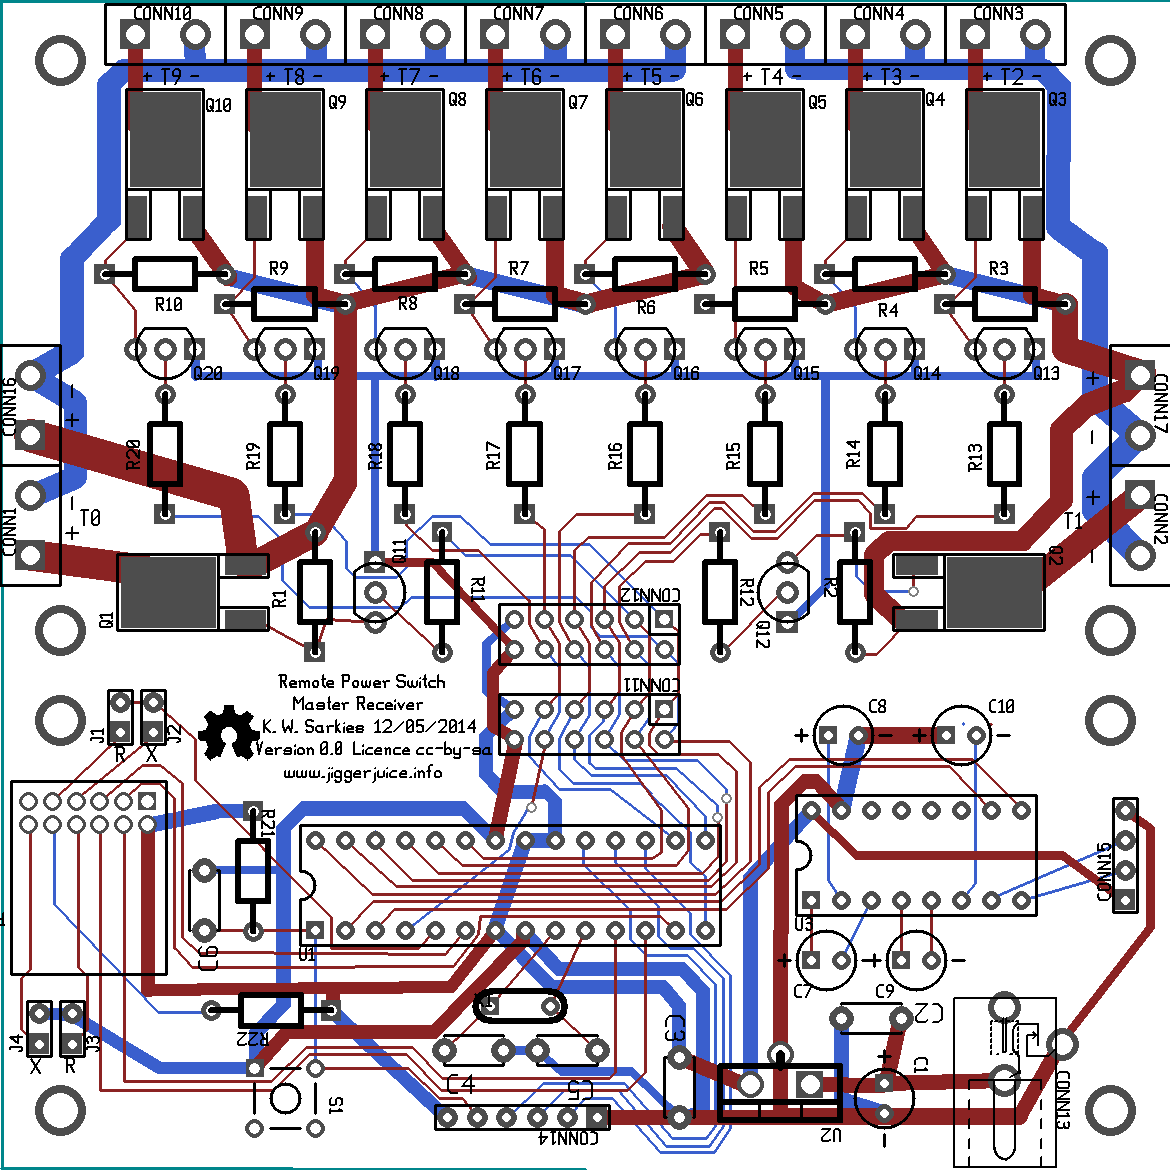 CONN10 CONN9 CONN8 CONN7 CONN6 CONN5 CONN4 CONN3
+ T9 - + T8 - + T7 - + T6 - + T5 - + T4 - + T3 - + T2 -
Q10 Q9 Q8 Q7 Q6 Q5 Q4 Q3
R9 R7 R5 R3
R10 R8 R6 R4
Q20 Q19 Q18 Q17 Q16 Q15 Q14 Q13
CONN16 - +
+ - CONN17
R20 R19 R18 R17 R16 R15 R14 R13
CONN1 - + T0
T1 + - CONN2
Q1 R1 Q11 R11 CONN12 R12 Q12 R2 Q2
CONN11
Remote Power Switch
Master Receiver
K. W. Sarkies 12/05/2014
Version 0.0 Licence cc-by-sa
www.jiggerjuice.info
J1 J2
R X
+ C8 - + C10 -
R21
CONN15
U1 U3
C6
+ - + -
C7 C9
R22
J4 J3
X R
C3 C2
C4 C5
+ C1 -
S1
CONN14
U2
CONN13